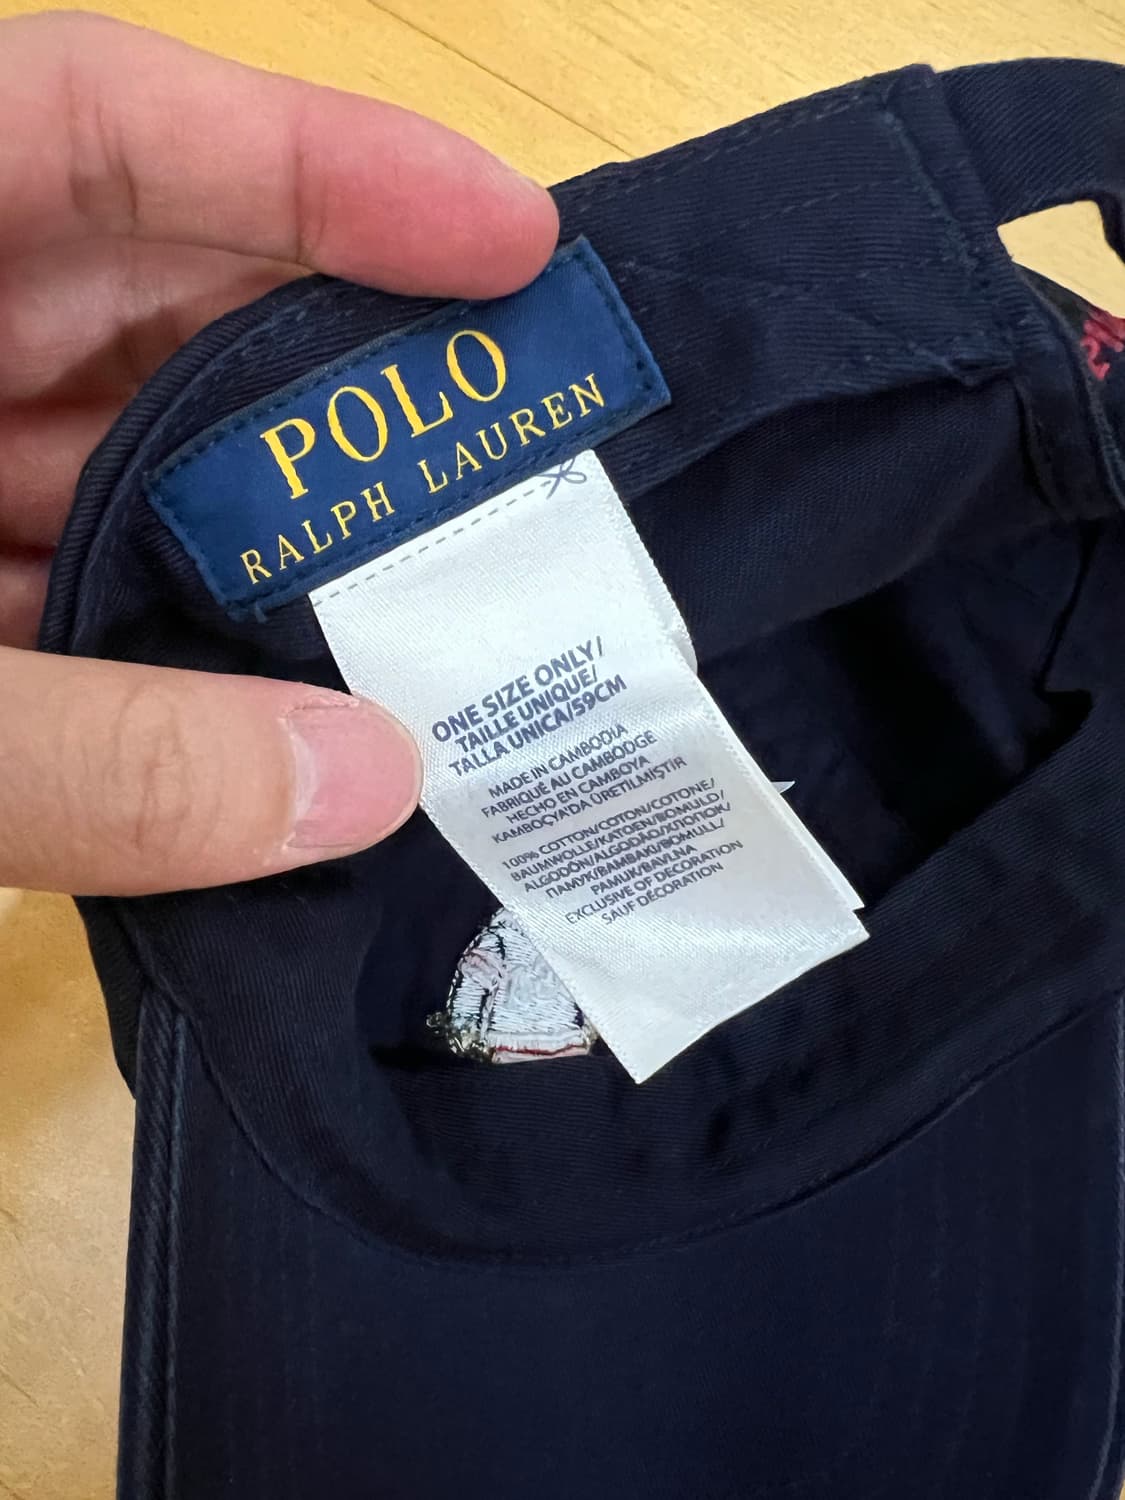 POLO
RALPH LAUREN
ONE SIZE ONLY/
TAILLE UNIQUE/
TALLA UNICA/59CM
MADE IN CAMBODIA
FABRIQUÉ AU CAMBODGE
HECHO EN CAMBOYA
KAMBOÇYA'DA ÜRETILMIŞTIR
100% COTTON/COTON/COTONE/
BAUMWOLLE/KATOEN/BOMULD/
ALGODÓN/ALGODÃO/ХЛОПОК/
ПАМУК/BAMBAKI/BOMULL/
PAMUK/BAVLNA
EXCLUSIVE OF DECORATION
SAUF DÉCORATION